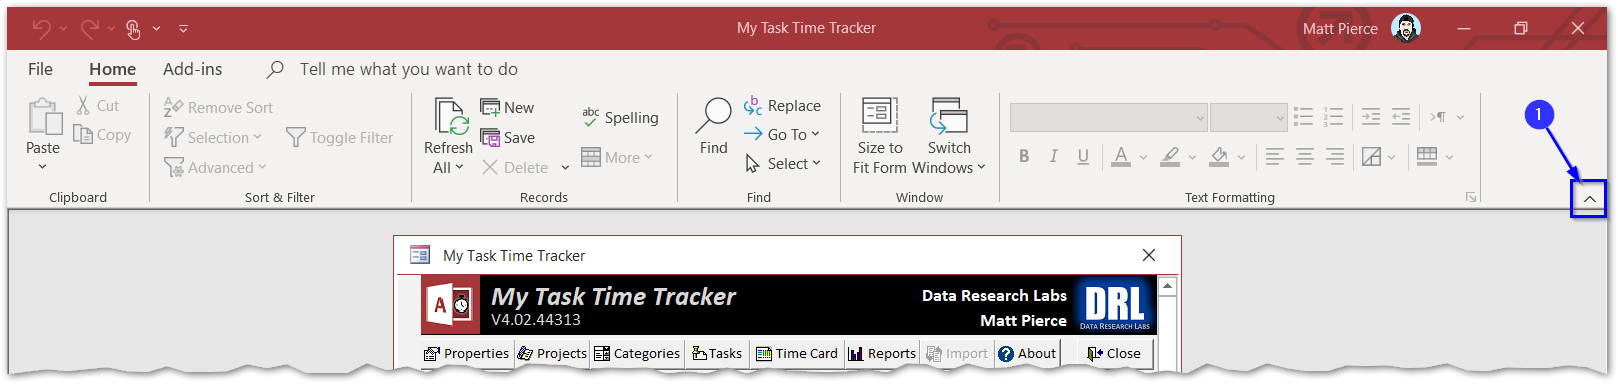 My Task Time Tracker
Matt Pierce
File Home Add-ins Tell me what you want to do
Paste
Cut
Copy
Clipboard
Remove Sort
Selection
Advanced
Toggle Filter
Sort & Filter
Refresh
All
New
Save
Delete
abc
Spelling
More
Records
Find
Replace
Go To
Select
Find
Size to
Fit Form
Switch
Windows
Window
B I U A
Text Formatting
1
My Task Time Tracker
A
My Task Time Tracker
V4.02.44313
Data Research Labs
Matt Pierce
DRL
DATA RESEARCH LABS
Properties Projects Categories Tasks Time Card Reports Import About Close